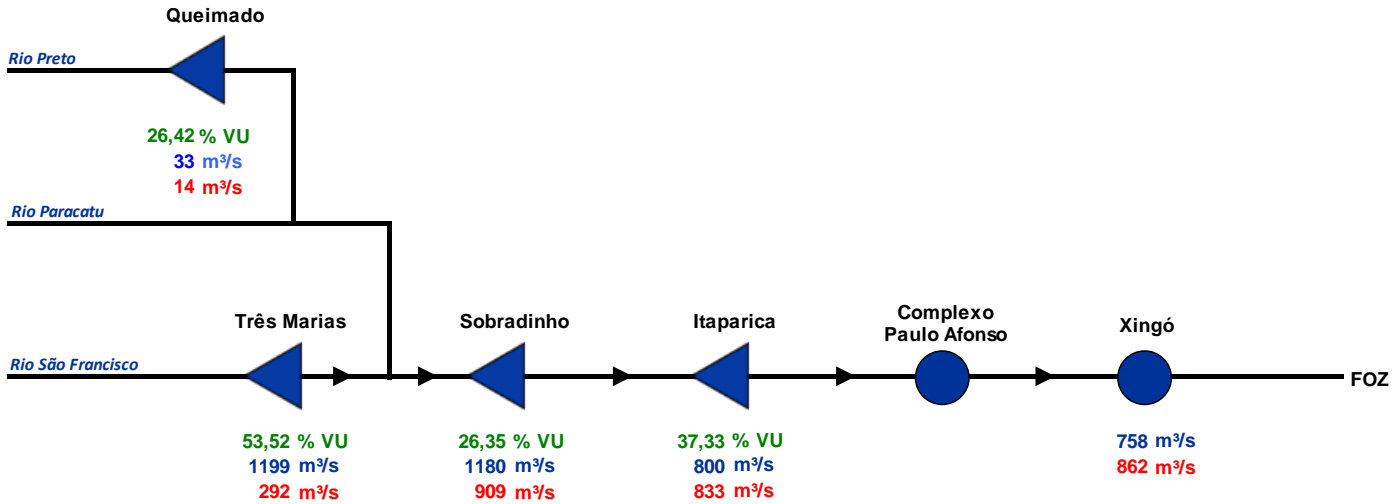 Queimado
Rio Preto
26,42 % VU
33 m³/s
14 m³/s
Rio Paracatu
Três Marias
Sobradinho
Itaparica
Complexo
Paulo Afonso
Xingó
Rio São Francisco
FOZ
53,52 % VU
1199 m³/s
292 m³/s
26,35 % VU
1180 m³/s
909 m³/s
37,33 % VU
800 m³/s
833 m³/s
758 m³/s
862 m³/s